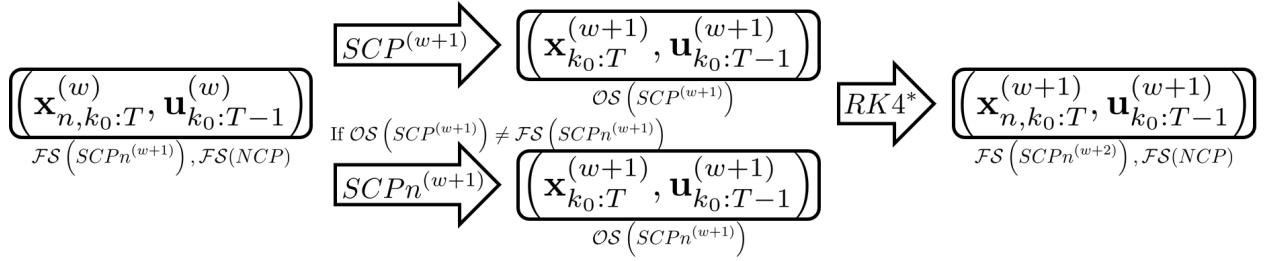 (x_{n,k_0:T}^{(w)}, u_{k_0:T-1}^{(w)})
ℱ𝒮(SCPn^{(w+1)}), ℱ𝒮(NCP)
SCP^{(w+1)}
(x_{k_0:T}^{(w+1)}, u_{k_0:T-1}^{(w+1)})
𝒪𝒮(SCP^{(w+1)})
If 𝒪𝒮(SCP^{(w+1)}) ≠ ℱ𝒮(SCPn^{(w+1)})
SCPn^{(w+1)}
(x_{k_0:T}^{(w+1)}, u_{k_0:T-1}^{(w+1)})
𝒪𝒮(SCPn^{(w+1)})
RK4*
(x_{n,k_0:T}^{(w+1)}, u_{k_0:T-1}^{(w+1)})
ℱ𝒮(SCPn^{(w+2)}), ℱ𝒮(NCP)